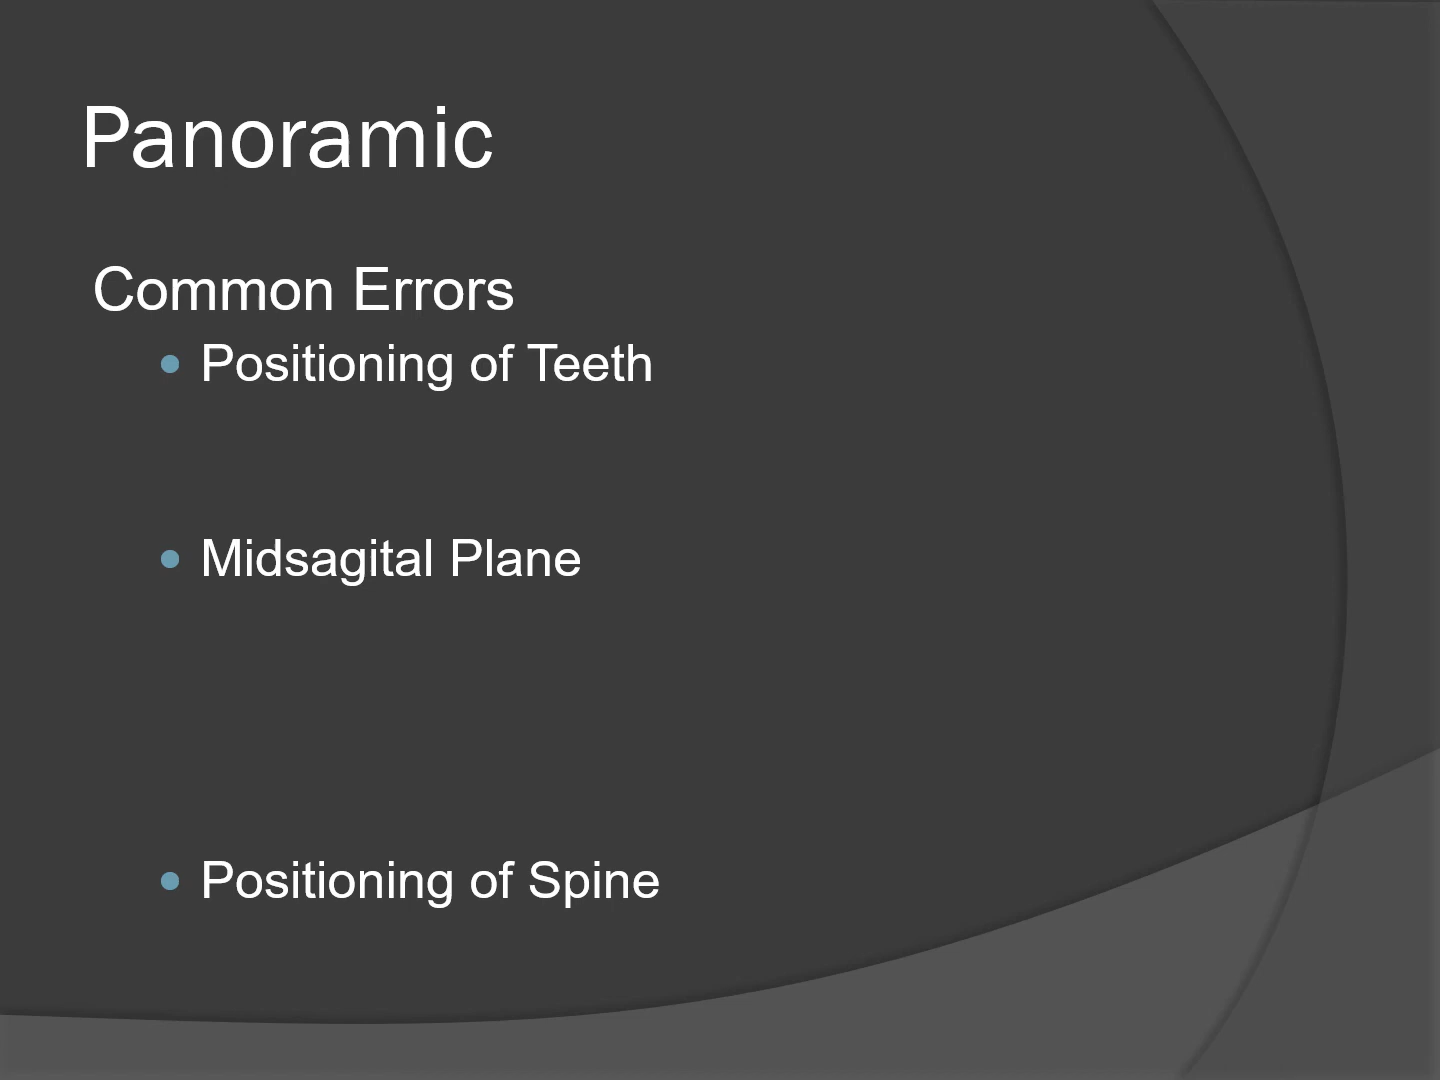 Panoramic
Common Errors
Positioning of Teeth
Midsagital Plane
Positioning of Spine